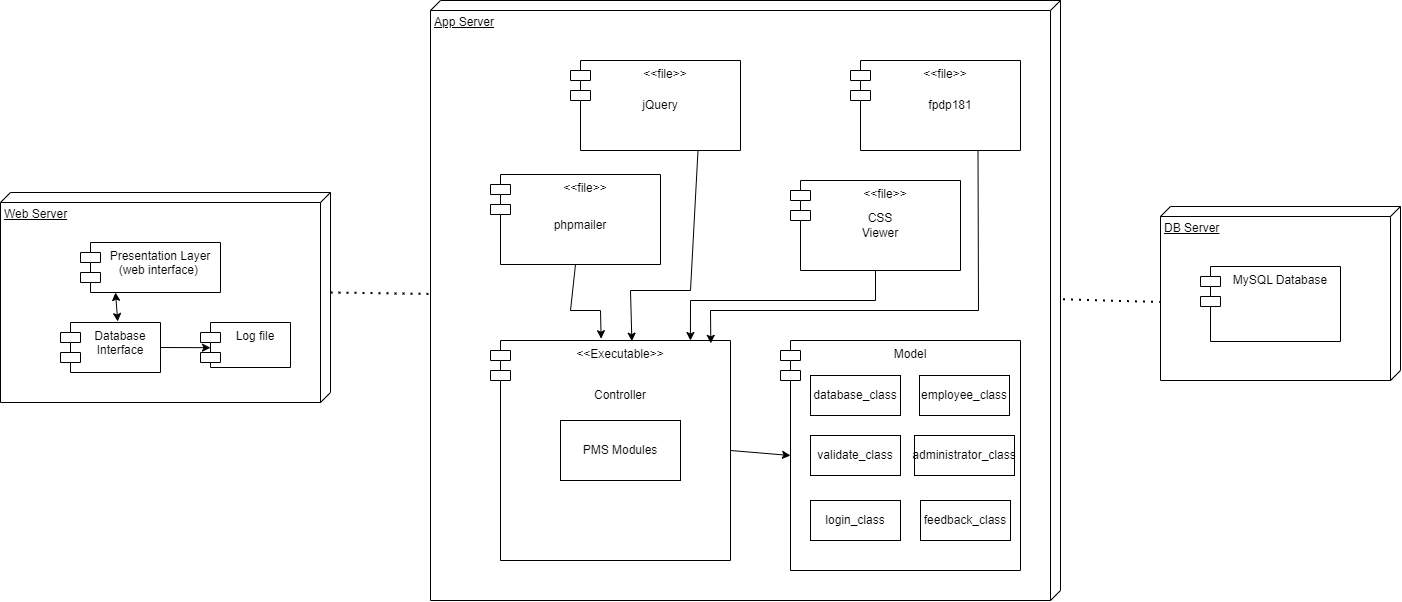 App Server
<<file>>
jQuery
<<file>>
fpdp181
<<file>>
phpmailer
<<file>>
CSS
Viewer
Web Server
Presentation Layer
(web interface)
Database
Interface
Log file
DB Server
MySQL Database
<<Executable>>
Controller
PMS Modules
Model
database_class
employee_class
validate_class
administrator_class
login_class
feedback_class